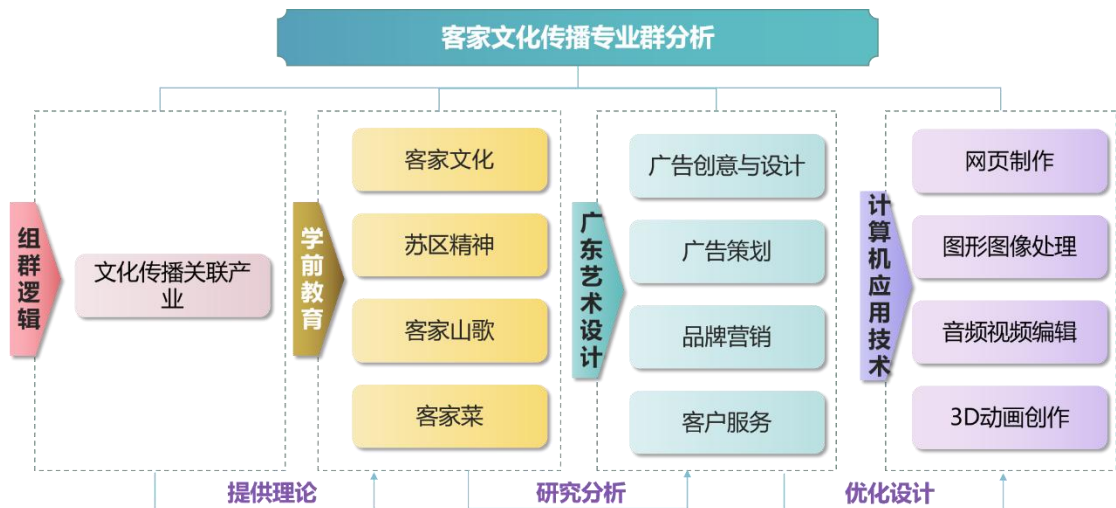 客家文化传播专业群分析
组群逻辑
文化传播关联产
业
学前教育
客家文化
苏区精神
客家山歌
客家菜
广东艺术设计
广告创意与设计
广告策划
品牌营销
客户服务
计算机应用技术
网页制作
图形图像处理
音频视频编辑
3D动画创作
提供理论
研究分析
优化设计